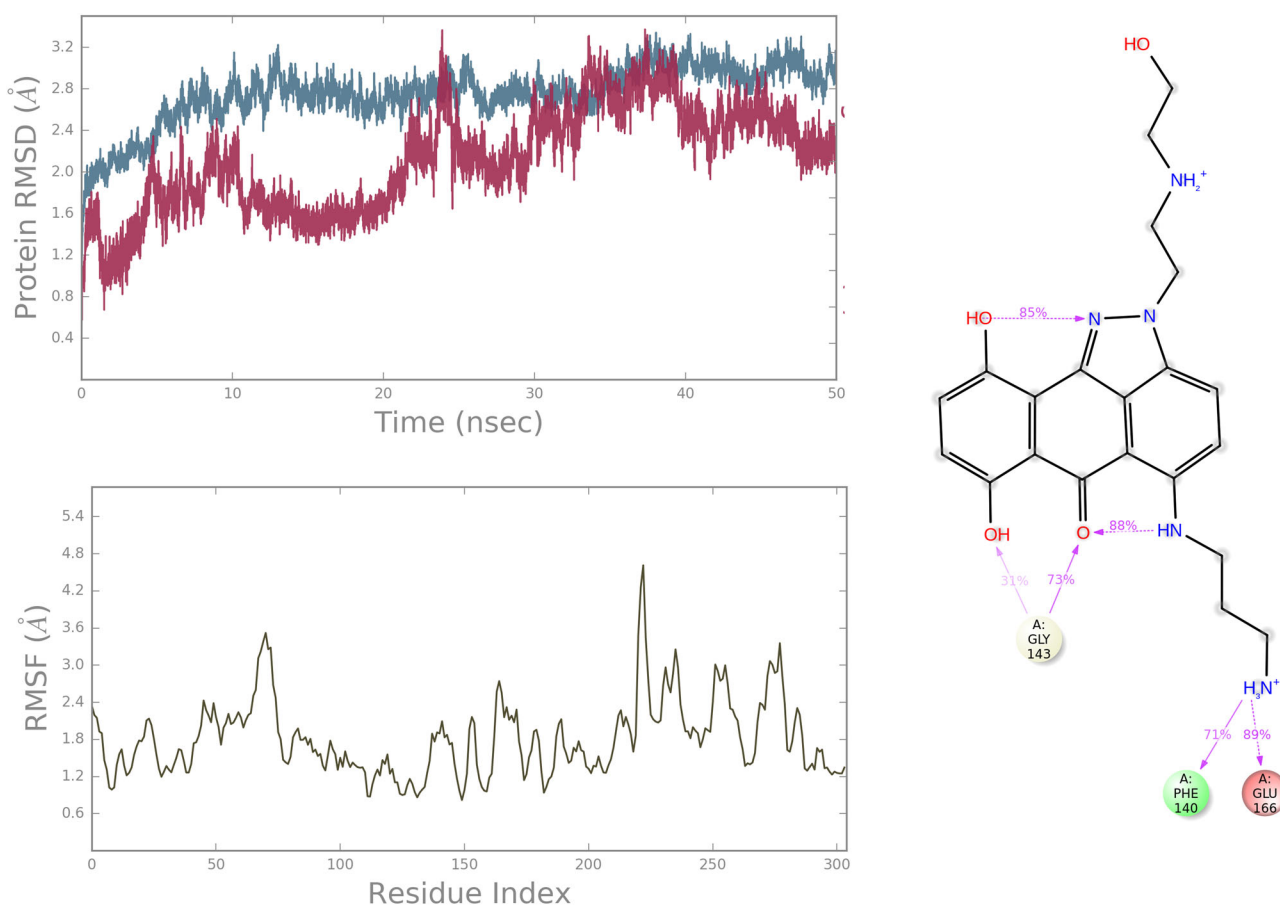 Protein RMSD (Å)
3.2
2.8
2.4
2.0
1.6
1.2
0.8
0.4
0 10 20 30 40 50
Time (nsec)
RMSF (Å)
5.4
4.8
4.2
3.6
3.0
2.4
1.8
1.2
0.6
0 50 100 150 200 250 300
Residue Index
HO
NH₂⁺
HO 85% N N
OH O 88% HN
31% 73%
A:
GLY
143
H₃N⁺
71% 89%
A:
PHE
140
A:
GLU
166